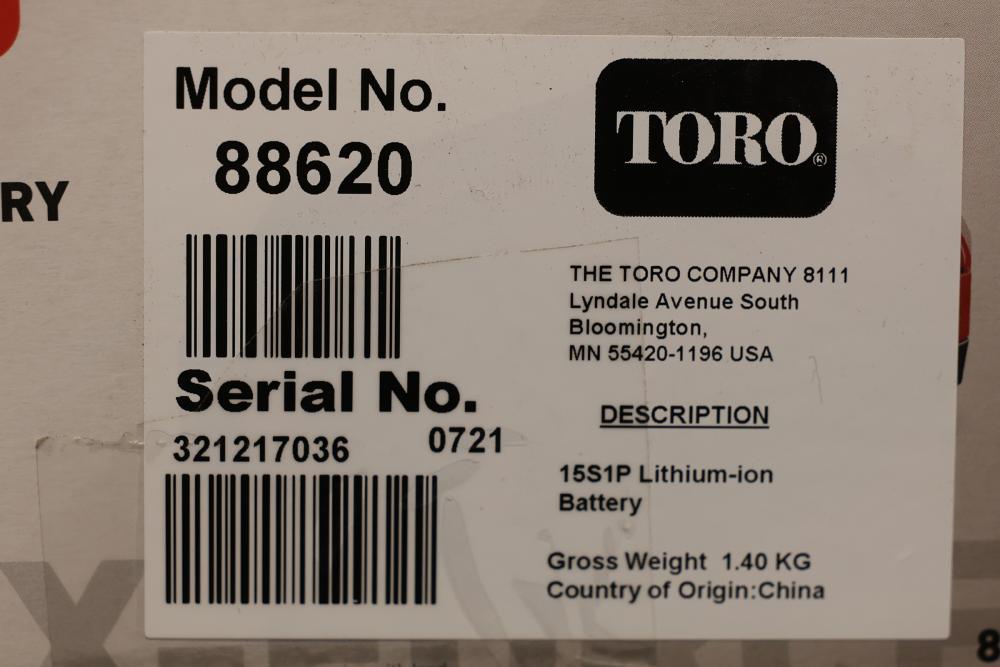 Model No.
88620
TORO®
RY
THE TORO COMPANY 8111
Lyndale Avenue South
Bloomington,
MN 55420-1196 USA
Serial No.
321217036 0721
DESCRIPTION
15S1P Lithium-ion
Battery
Gross Weight 1.40 KG
Country of Origin:China
8